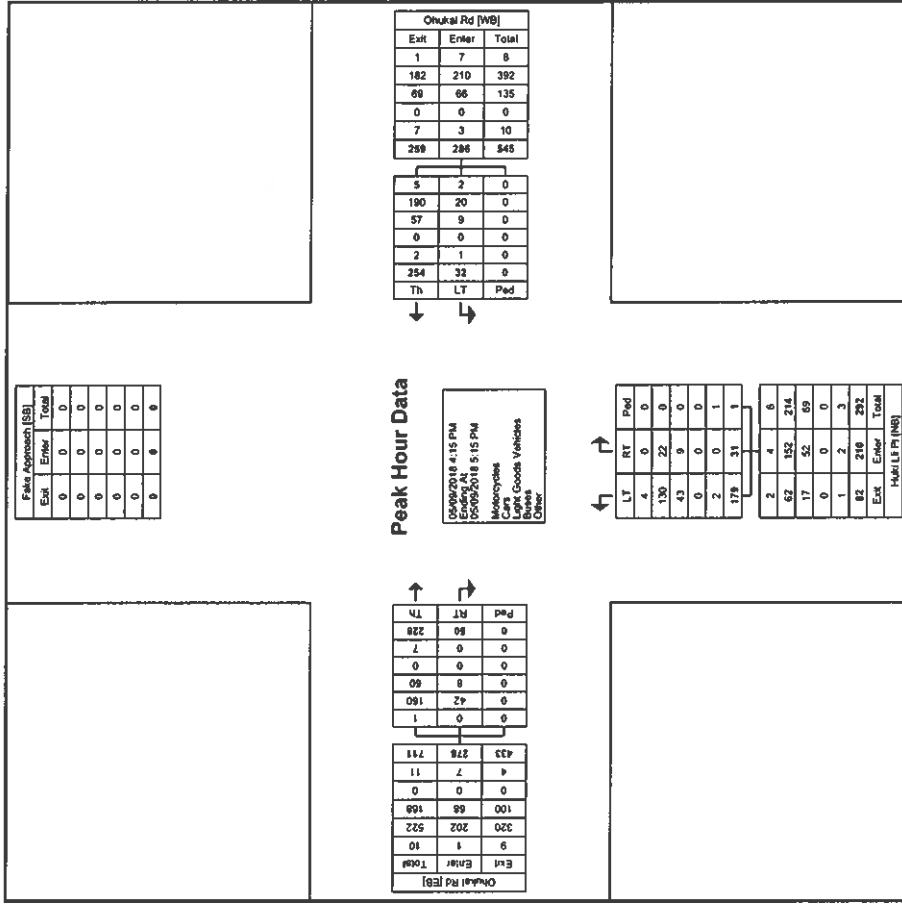 Ohukai Rd [WB]
Exit Enter Total
1 7 8
182 210 392
69 66 135
0 0 0
7 3 10
259 286 545
5 2 0
190 20 0
57 9 0
0 0 0
2 1 0
254 32 0
Th LT Ped
Fake Approach [SB]
Exit Enter Total
0 0 0
0 0 0
0 0 0
0 0 0
0 0 0
0 0 0
Peak Hour Data
05/09/2018 4:15 PM
Ending At
05/09/2018 5:15 PM
Motorcycles
Cars
Light Goods Vehicles
Buses
Other
LT RT Ped
4 0 0
130 22 0
43 9 0
0 0 0
2 0 1
179 31 1
2 4 6
62 152 214
17 52 69
0 0 0
1 2 3
82 210 292
Exit Enter Total
Huki Li Pl [NB]
Ohukai Rd [EB]
Exit Enter Total
9 1 10
320 202 522
100 68 168
0 0 0
4 7 11
433 278 711
0 0 1
0 42 160
0 8 60
0 0 0
0 0 7
0 50 228
Ped RT Th